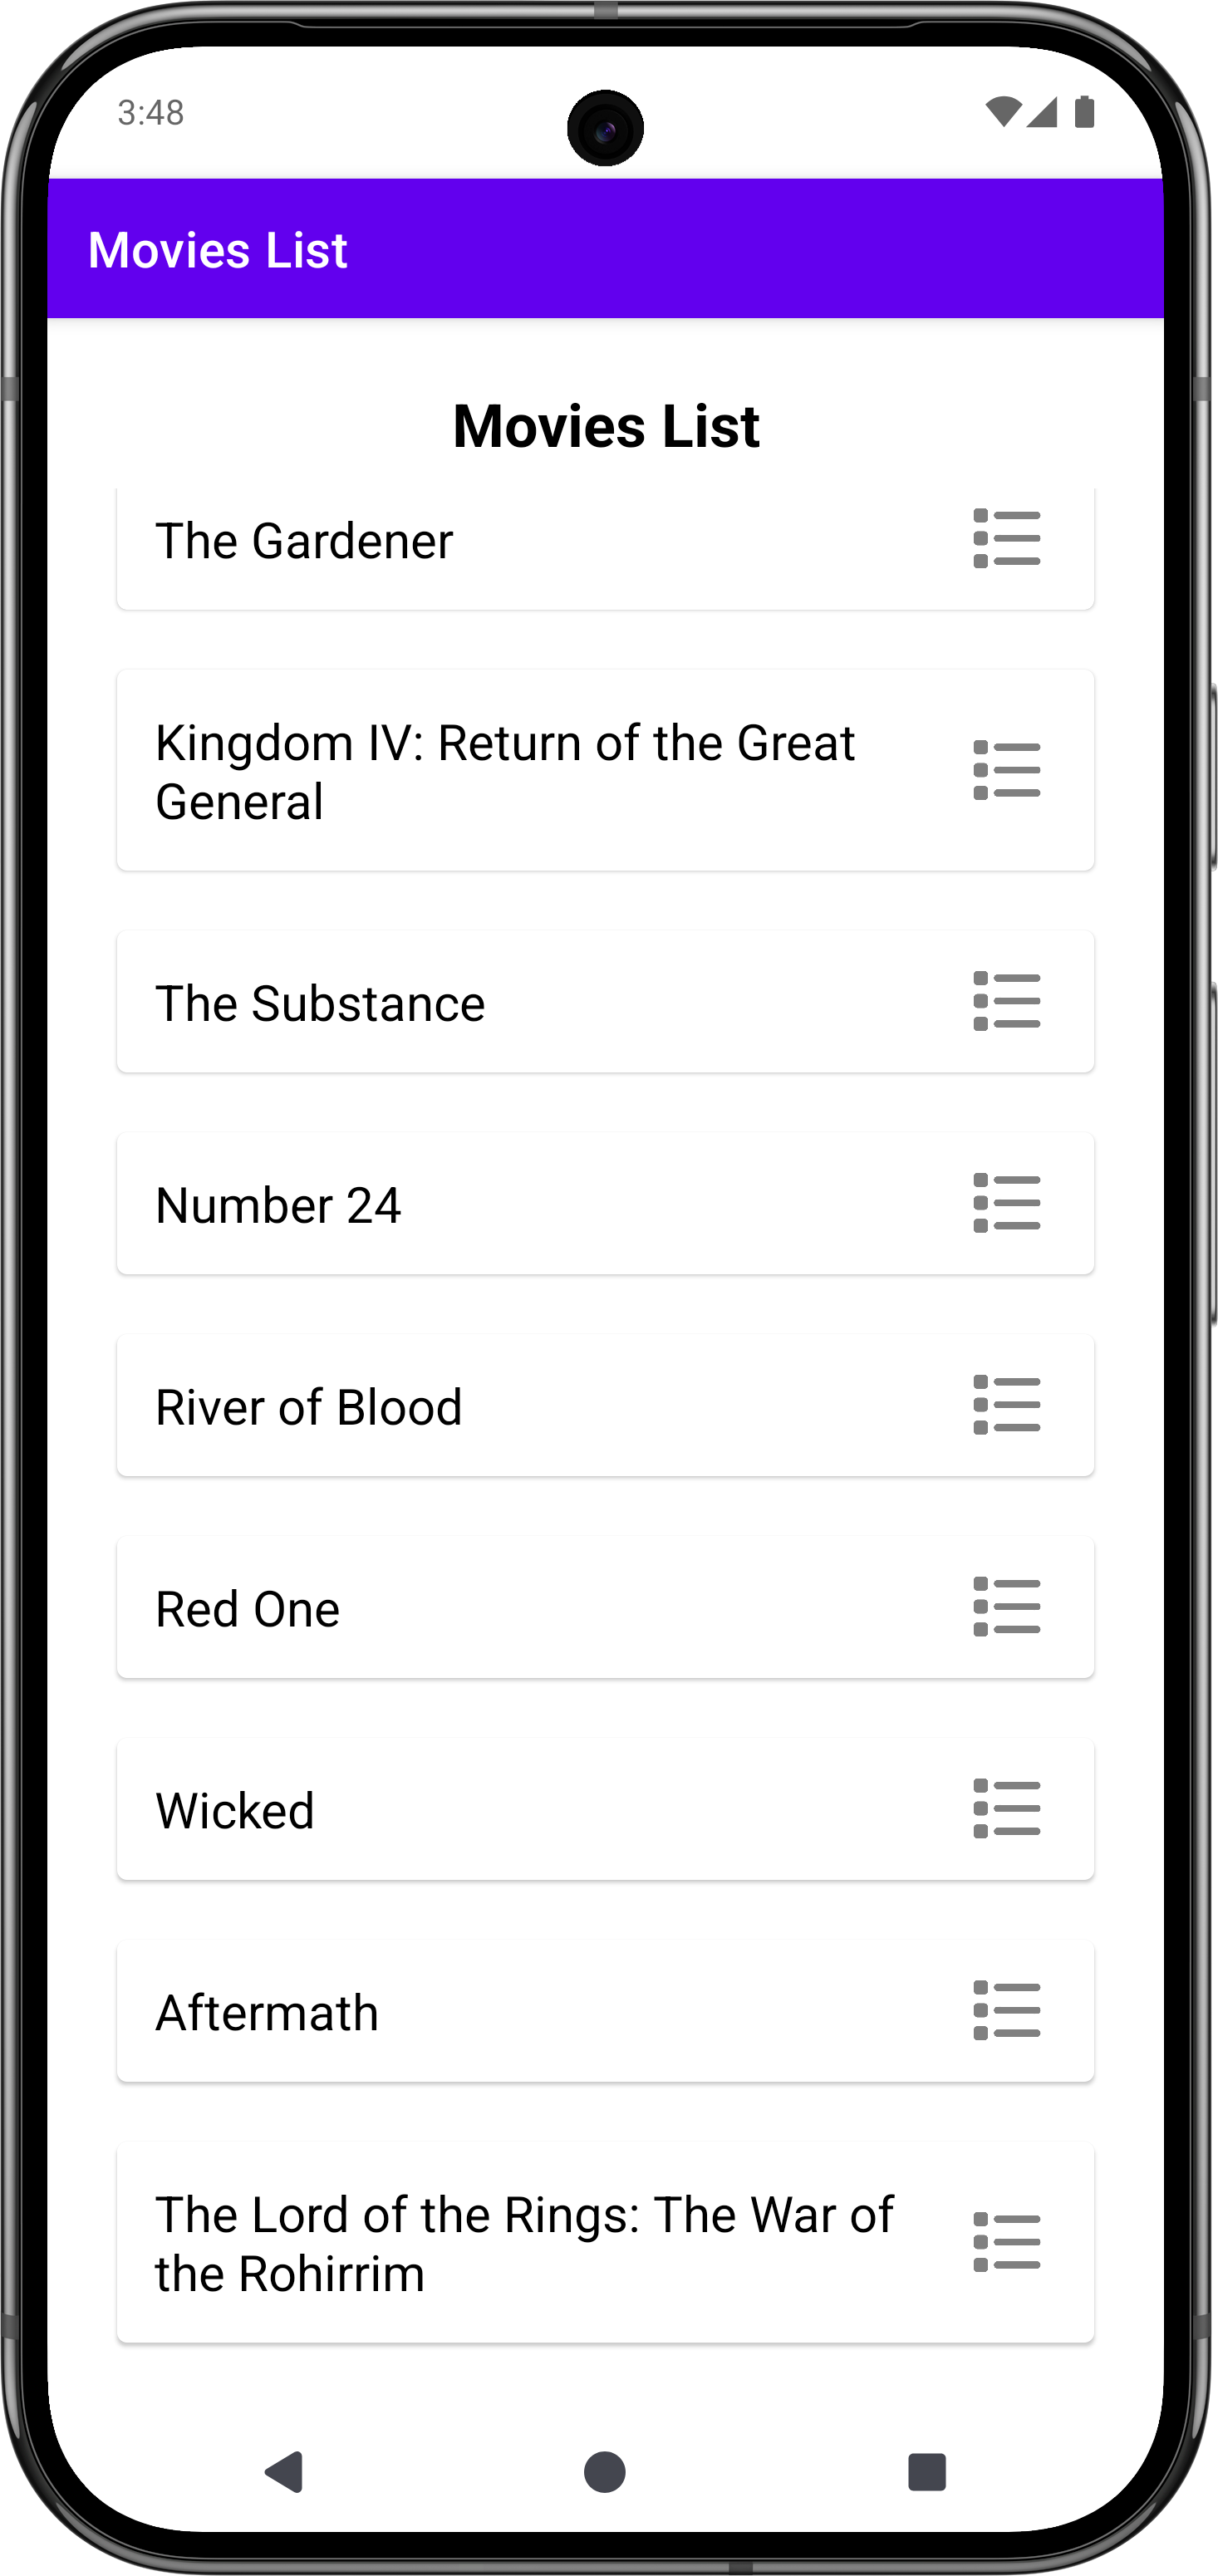 3:48
Movies List
Movies List
The Gardener
Kingdom IV: Return of the Great
General
The Substance
Number 24
River of Blood
Red One
Wicked
Aftermath
The Lord of the Rings: The War of
the Rohirrim